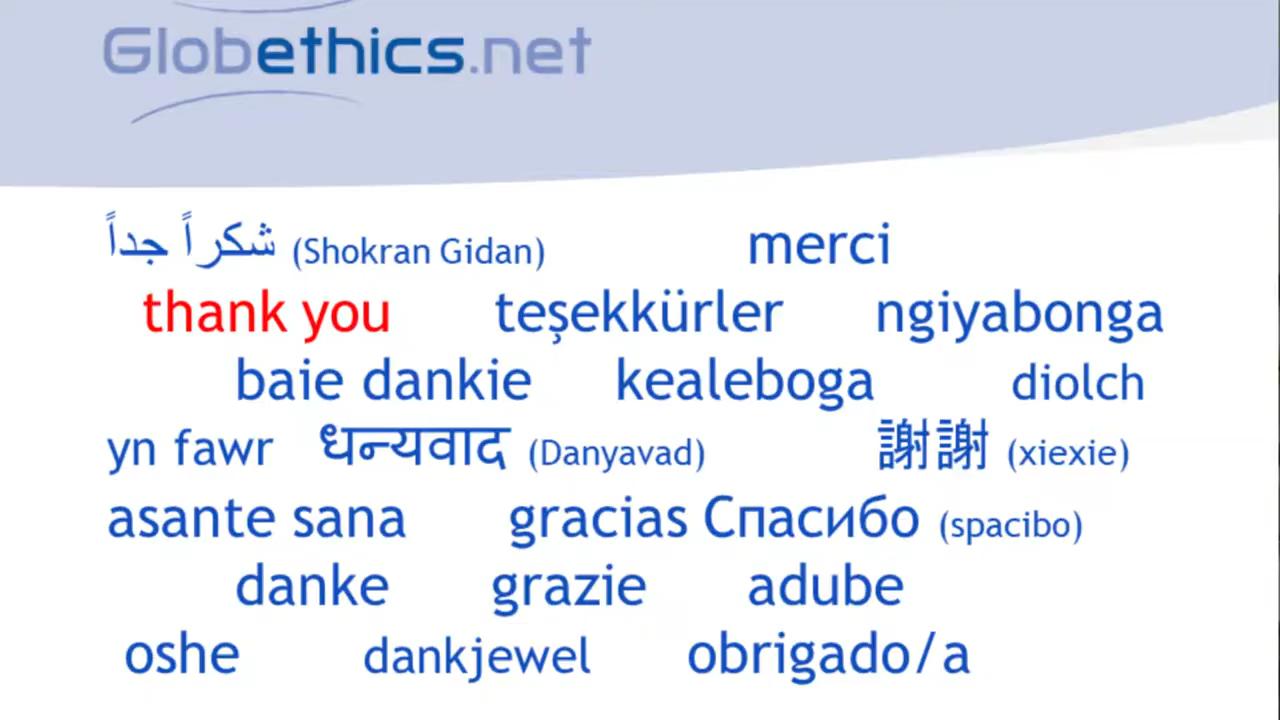 Globethics.net
شكراً جداً (Shokran Gidan) merci
thank you teşekkürler ngiyabonga
baie dankie kealeboga diolch
yn fawr धन्यवाद (Danyavad) 謝謝 (xiexie)
asante sana gracias Спасибо (spacibo)
danke grazie adube
oshe dankjewel obrigado/a